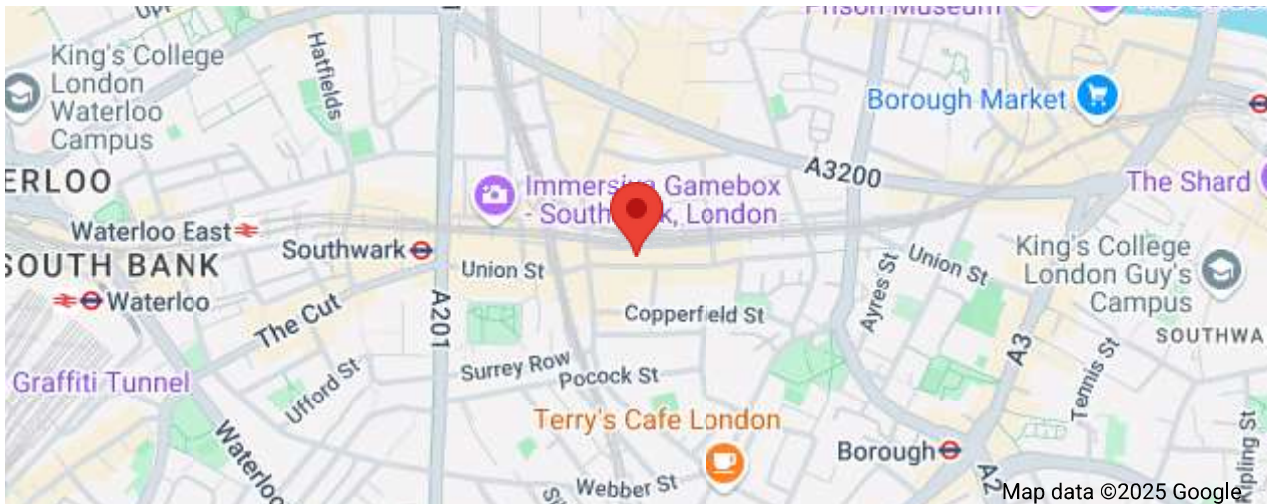 Prison Museum
King's College
London
Waterloo
Campus
Hatfields
Borough Market
A3200
ERLOO
Immersive Gamebox
- Southwark, London
The Shard
Waterloo East
Southwark
SOUTH BANK
Union St
Union St
King's College
London Guy's
Campus
Waterloo
A201
The Cut
Copperfield St
Ayres St
SOUTHWA
A3
Surrey Row
Pocock St
Tennis St
Graffiti Tunnel
Ufford St
Terry's Cafe London
Waterloo
Borough
Webber St
A2
Kipling St
Map data ©2025 Google